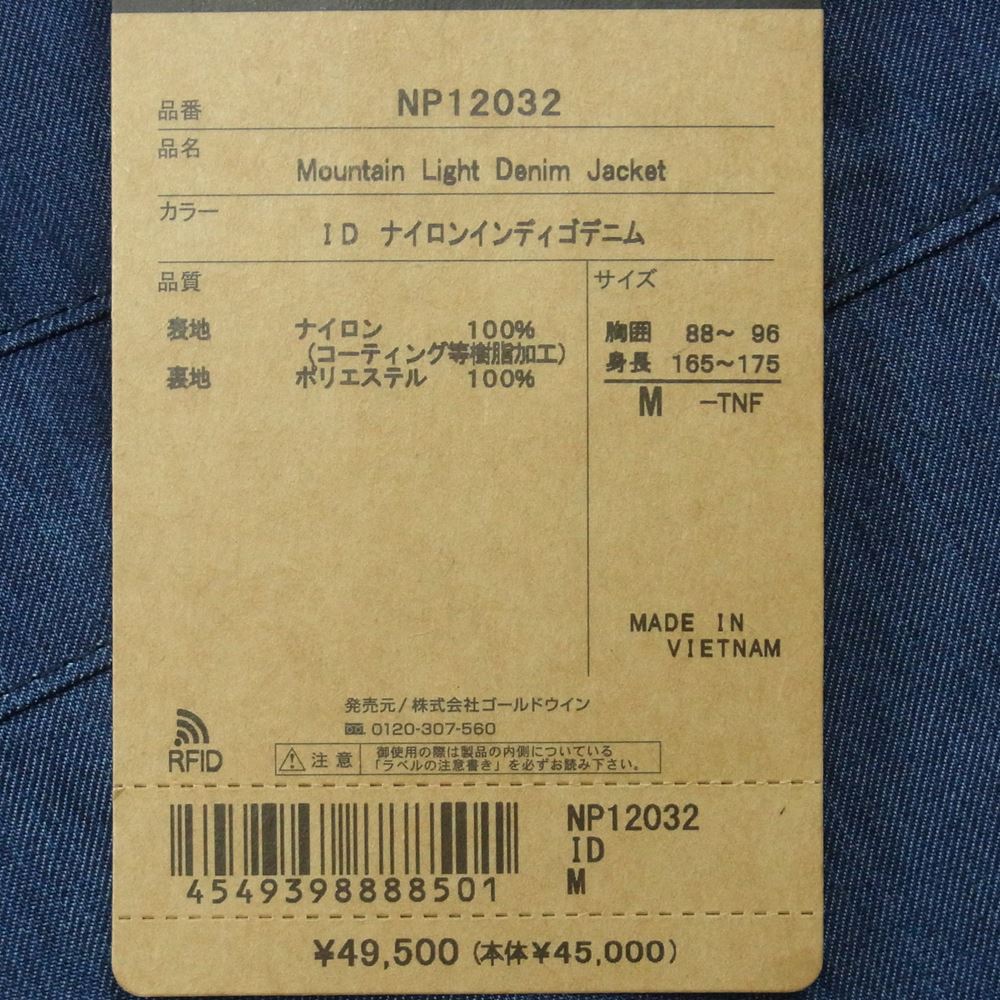 品番 NP12032
品名
Mountain Light Denim Jacket
カラー
ID ナイロンインディゴデニム
品質
表地 ナイロン 100%
(コーティング等樹脂加工)
裏地 ポリエステル 100%
サイズ
胸囲 88～ 96
身長 165～175
M -TNF
MADE IN
VIETNAM
発売元/株式会社ゴールドウイン
0120-307-560
RFID
注意
御使用の際は製品の内側についている
「ラベルの注意書き」を必ずお読み下さい。
4549398888501
NP12032
ID
M
¥49,500 (本体¥45,000)